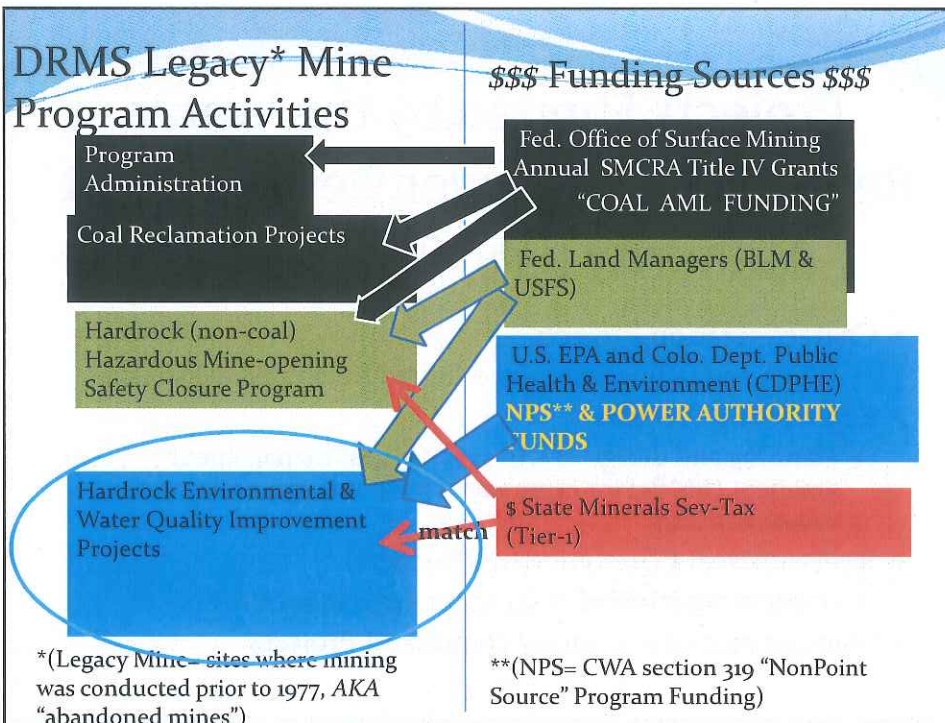 DRMS Legacy* Mine
Program Activities
Program
Administration
Coal Reclamation Projects
Hardrock (non-coal)
Hazardous Mine-opening
Safety Closure Program
Hardrock Environmental &
Water Quality Improvement
Projects
*(Legacy Mine= sites where mining
was conducted prior to 1977, AKA
"abandoned mines")
$$$ Funding Sources $$$
Fed. Office of Surface Mining
Annual SMCRA Title IV Grants
"COAL AML FUNDING"
Fed. Land Managers (BLM &
USFS)
U.S. EPA and Colo. Dept. Public
Health & Environment (CDPHE)
NPS** & POWER AUTHORITY
FUNDS
$ State Minerals Sev-Tax
(Tier-1)
match
**(NPS= CWA section 319 "NonPoint
Source" Program Funding)